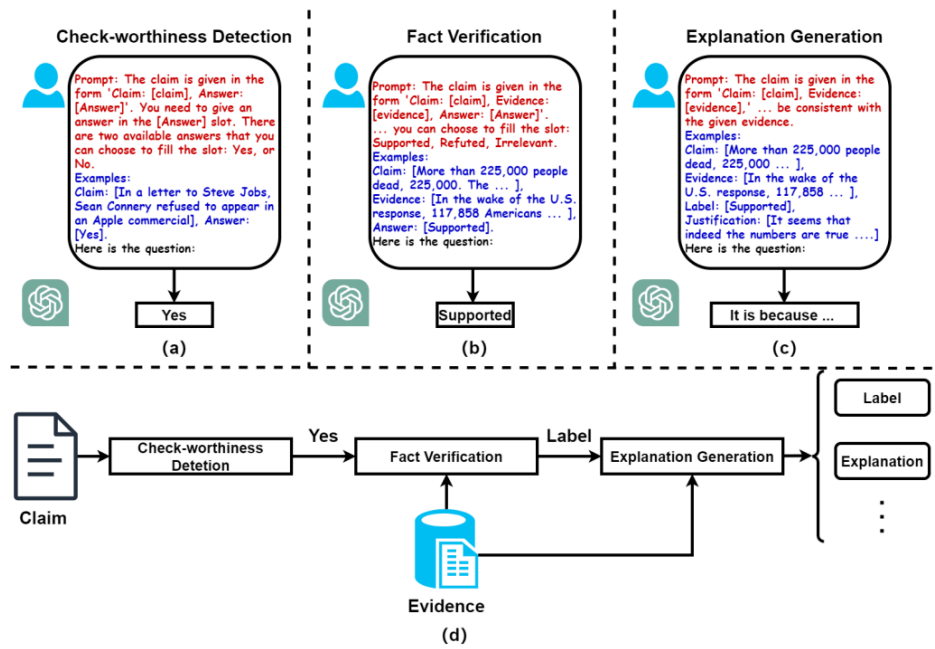 Check-worthiness Detection
Prompt: The claim is given in the
form 'Claim: [claim], Answer:
[Answer]'. You need to give an
answer in the [Answer] slot. There
are two available answers that you
can choose to fill the slot: Yes, or
No.
Examples:
Claim: [In a letter to Steve Jobs,
Sean Connery refused to appear in
an Apple commercial], Answer:
[Yes].
Here is the question:
Yes
(a)
Fact Verification
Prompt: The claim is given in the
form 'Claim: [claim], Evidence:
[evidence], Answer: [Answer]'.
... you can choose to fill the slot:
Supported, Refuted, Irrelevant.
Examples:
Claim: [More than 225,000 people
dead, 225,000. The ... ],
Evidence: [In the wake of the U.S.
response, 117,858 Americans ... ],
Answer: [Supported].
Here is the question:
Supported
(b)
Explanation Generation
Prompt: The claim is given in the
form 'Claim: [claim], Evidence:
[evidence],' ... be consistent with
the given evidence.
Examples:
Claim: [More than 225,000 people
dead, 225,000 ... ],
Evidence: [In the wake of the
U.S. response, 117,858 ... ],
Label: [Supported],
Justification: [It seems that
indeed the numbers are true ....]
Here is the question:
It is because ...
(c)
Claim
Check-worthiness
Detetion
Yes
Fact Verification
Label
Explanation Generation
Label
Explanation
Evidence
(d)